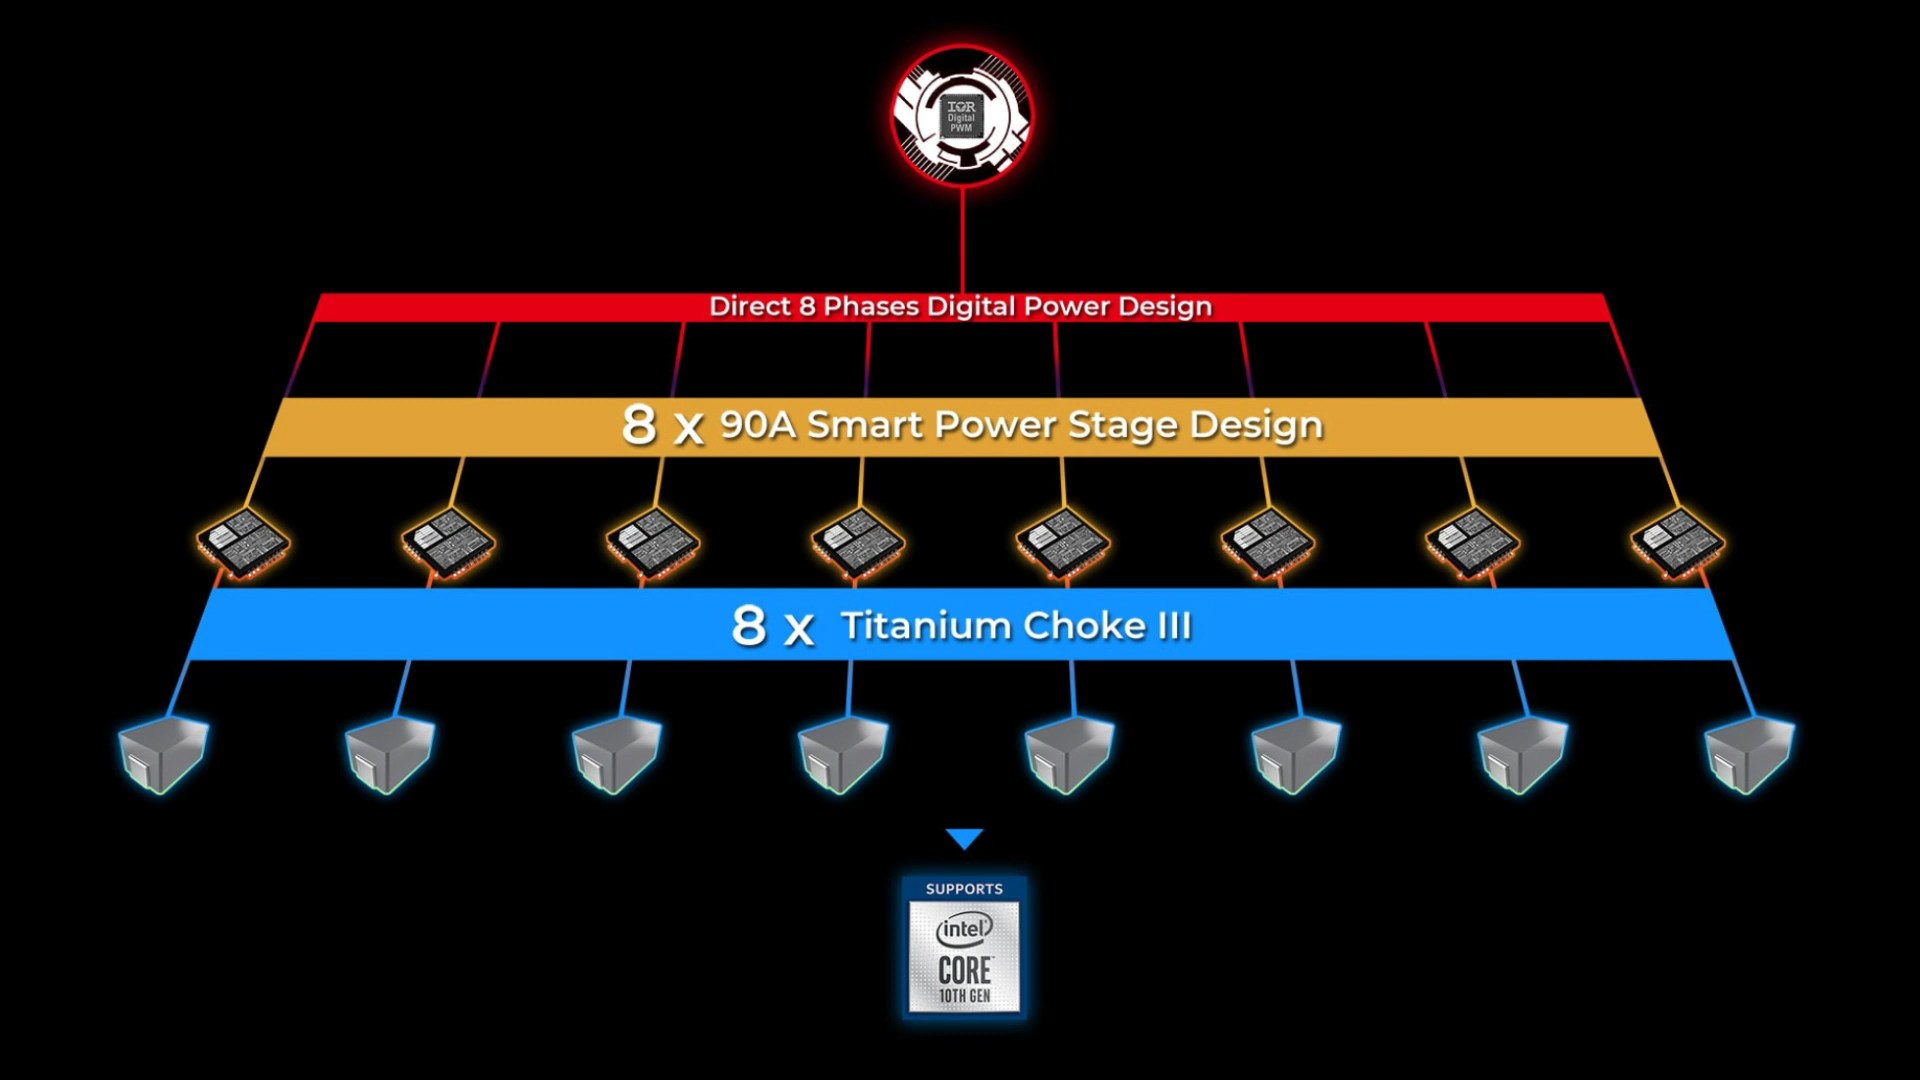 IOR
Digital
PWM
Direct 8 Phases Digital Power Design
8 x 90A Smart Power Stage Design
8 x Titanium Choke III
SUPPORTS
intel
CORE
10TH GEN